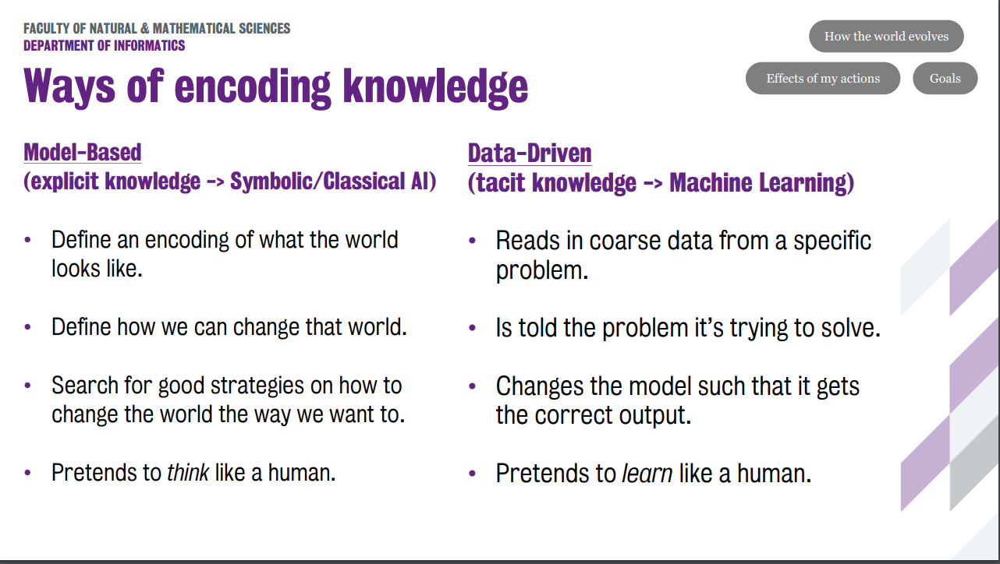 FACULTY OF NATURAL & MATHEMATICAL SCIENCES
DEPARTMENT OF INFORMATICS
Ways of encoding knowledge
How the world evolves
Effects of my actions
Goals
Model-Based
(explicit knowledge -> Symbolic/Classical AI)
• Define an encoding of what the world
looks like.
• Define how we can change that world.
• Search for good strategies on how to
change the world the way we want to.
• Pretends to think like a human.
Data-Driven
(tacit knowledge -> Machine Learning)
• Reads in coarse data from a specific
problem.
• Is told the problem it’s trying to solve.
• Changes the model such that it gets
the correct output.
• Pretends to learn like a human.